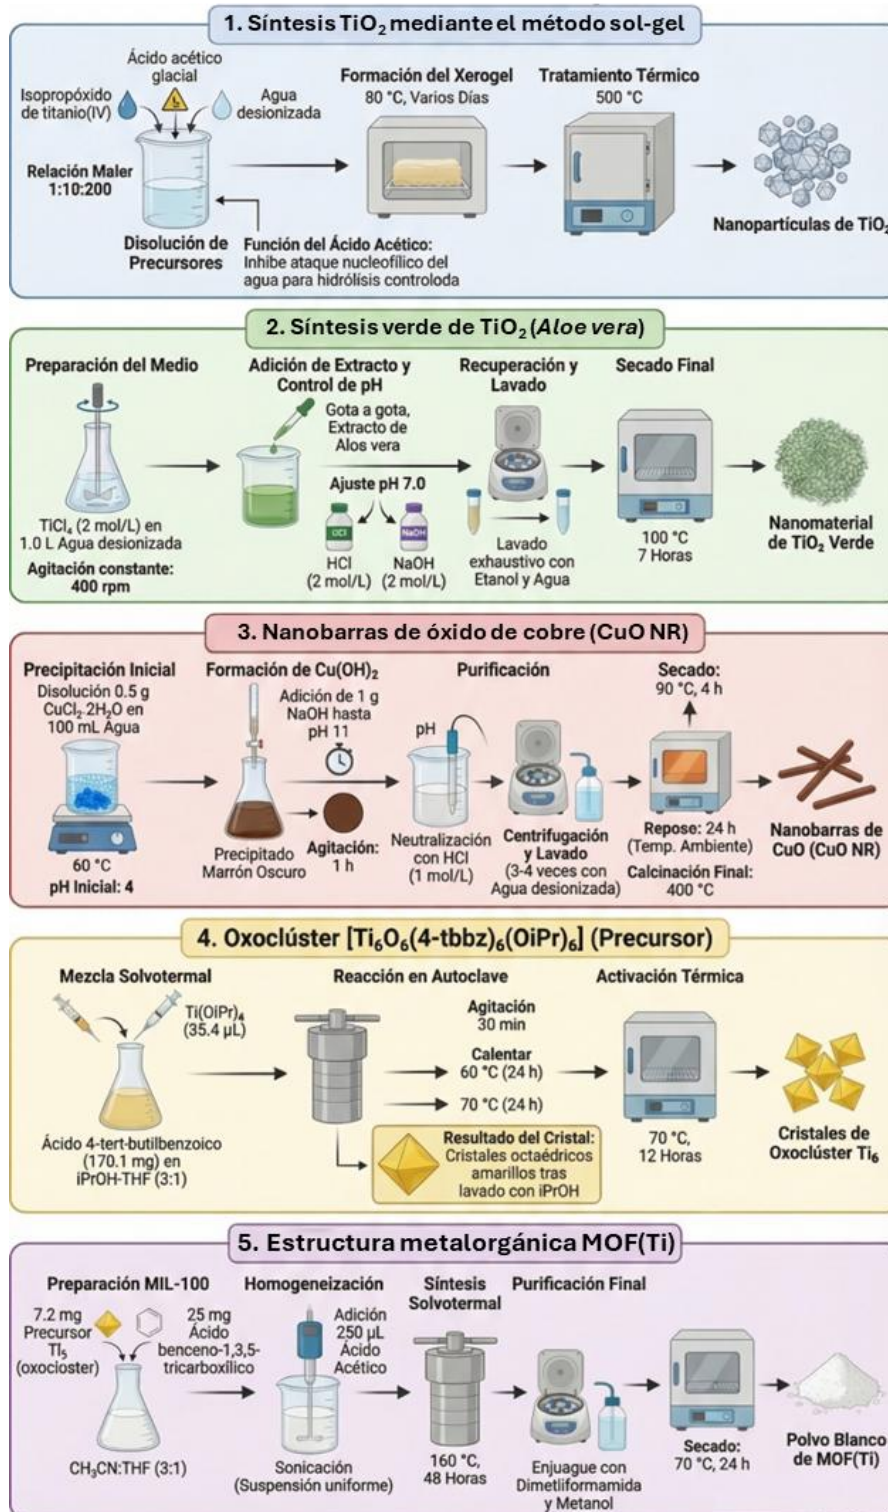 1. Síntesis TiO₂ mediante el método sol-gel
Ácido acético
glacial
Isopropóxido
de titanio(IV)
Agua
desionizada
Relación Maler
1:10:200
Disolución de
Precursores
Función del Ácido Acético:
Inhibe ataque nucleofílico del
agua para hidrólisis controloda
Formación del Xerogel
80 °C, Varios Días
Tratamiento Térmico
500 °C
Nanopartículas de TiO₂
2. Síntesis verde de TiO₂ (Aloe vera)
Preparación del Medio
TiCl₄ (2 mol/L) en
1.0 L Agua desionizada
Agitación constante:
400 rpm
Adición de Extracto y
Control de pH
Gota a gota,
Extracto de
Alos vera
Ajuste pH 7.0
NaOH
HCl
(2 mol/L)
NaOH
(2 mol/L)
Recuperación y
Lavado
Lavado
exhaustivo con
Etanol y Agua
Secado Final
100 °C
7 Horas
Nanomaterial
de TiO₂ Verde
3. Nanobarras de óxido de cobre (CuO NR)
Precipitación Inicial
Disolución 0.5 g
CuCl₂.2H₂O en
100 mL Agua
60 °C
pH Inicial: 4
Formación de Cu(OH)₂
Adición de 1 g
NaOH hasta
pH 11
Precipitado
Marrón Oscuro
Agitación:
1 h
Purificación
pH
Neutralización
con HCl
(1 mol/L)
Centrifugación
y Lavado
(3-4 veces con
Agua desionizada)
Secado:
90 °C, 4 h
Repose: 24 h
(Temp. Ambiente)
Calcinación Final:
400 °C
Nanobarras de
CuO (CuO NR)
4. Oxoclúster [Ti₆O₆(4-tbbz)₆(OiPr)₆] (Precursor)
Mezcla Solvotermal
Ti(OiPr)₄
(35.4 µL)
Ácido 4-tert-butilbenzoico
(170.1 mg) en
iPrOH-THF (3:1)
Reacción en Autoclave
Agitación
30 min
Calentar
60 °C (24 h)
70 °C (24 h)
Resultado del Cristal:
Cristales octaédricos
amarillos tras
lavado con iPrOH
Activación Térmica
70 °C,
12 Horas
Cristales de
Oxoclúster Ti₆
5. Estructura metalorgánica MOF(Ti)
Preparación MIL-100
7.2 mg
Precursor
TI₅
(oxocloster)
25 mg
Ácido
benceno-1,3,5-
tricarboxílico
CH₃CN:THF (3:1)
Homogeneización
Adición
250 µL
Ácido
Acético
Sonicación
(Suspensión uniforme)
Síntesis
Solvotermal
160 °C,
48 Horas
Purificación Final
Enjuague con
Dimetliformamida
y Metanol
Secado:
70 °C, 24 h
Polvo Blanco
de MOF(Ti)